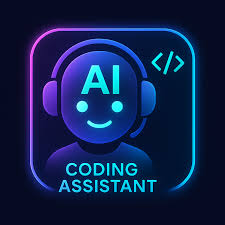 AI
</>
CODING
ASSISTANT